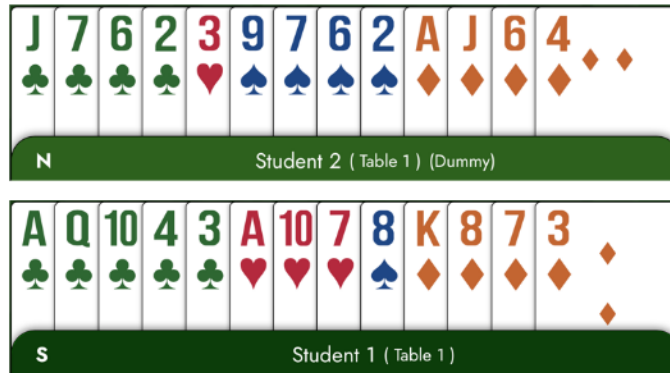 J 7 6 2 3 9 7 6 2 A J 6 4
N Student 2 ( Table 1 ) (Dummy)
A Q 10 4 3 A 10 7 8 K 8 7 3
S Student 1 ( Table 1 )